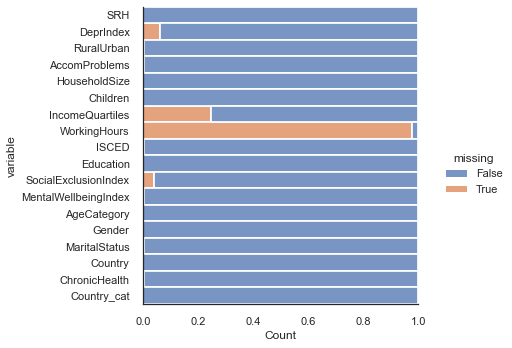 SRH
DeprIndex
RuralUrban
AccomProblems
HouseholdSize
Children
IncomeQuartiles
WorkingHours
ISCED
Education
SocialExclusionIndex
MentalWellbeingIndex
AgeCategory
Gender
MaritalStatus
Country
ChronicHealth
Country_cat
variable
0.0 0.2 0.4 0.6 0.8 1.0
Count
missing
False
True